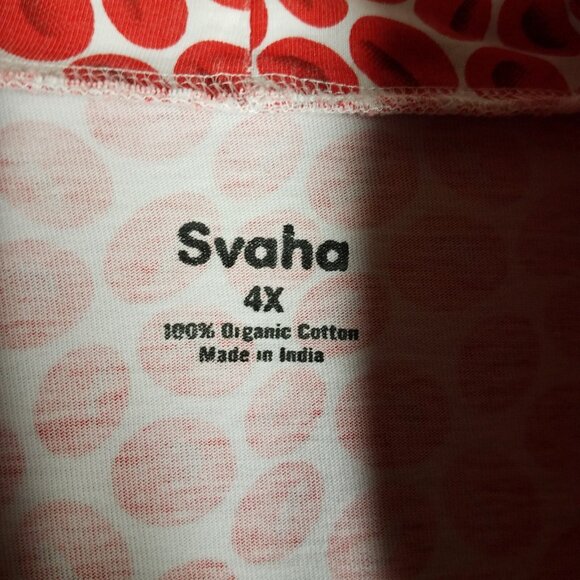 Svaha
4X
100% Organic Cotton
Made in India